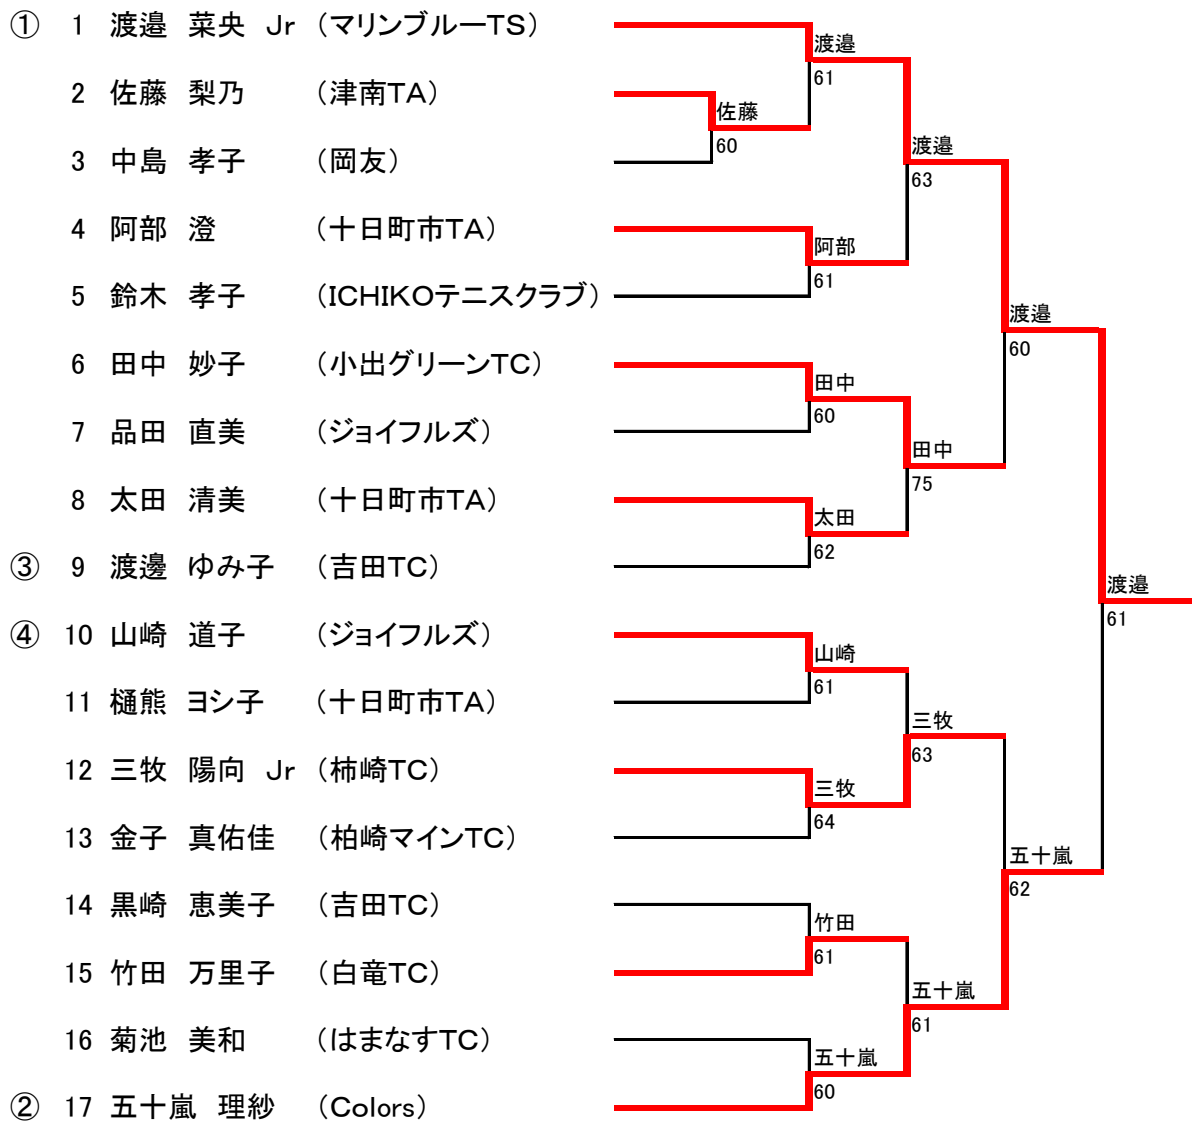 ① 1 渡邉 菜央 Jr (マリンブルーTS)
2 佐藤 梨乃 (津南TA)
3 中島 孝子 (岡友)
4 阿部 澄 (十日町市TA)
5 鈴木 孝子 (ICHIKOテニスクラブ)
6 田中 妙子 (小出グリーンTC)
7 品田 直美 (ジョイフルズ)
8 太田 清美 (十日町市TA)
③ 9 渡邊 ゆみ子 (吉田TC)
④ 10 山崎 道子 (ジョイフルズ)
11 樋熊 ヨシ子 (十日町市TA)
12 三牧 陽向 Jr (柿崎TC)
13 金子 真佑佳 (柏崎マインTC)
14 黒崎 恵美子 (吉田TC)
15 竹田 万里子 (白竜TC)
16 菊池 美和 (はまなすTC)
② 17 五十嵐 理紗 (Colors)
佐藤
60
渡邉
61
阿部
61
田中
60
太田
62
山崎
61
三牧
64
竹田
61
五十嵐
60
渡邉
63
田中
75
三牧
63
五十嵐
61
渡邉
60
五十嵐
62
渡邉
61